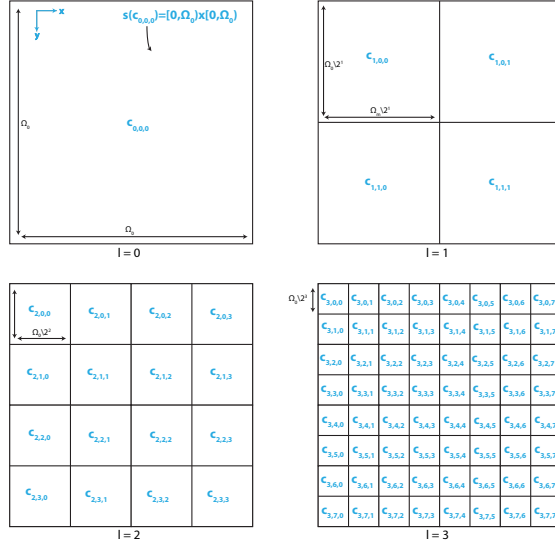 x
y
s(c0,0,0)=[0,Ω0)x[0,Ω0)
c0,0,0
Ω0
Ω0
l = 0
Ω0\2¹
c1,0,0
c1,0,1
Ωin\2¹
c1,1,0
c1,1,1
l = 1
c2,0,0
c2,0,1
c2,0,2
c2,0,3
Ω0\2²
c2,1,0
c2,1,1
c2,1,2
c2,1,3
c2,2,0
c2,2,1
c2,2,2
c2,2,3
c2,3,0
c2,3,1
c2,3,2
c2,3,3
l = 2
Ω0\2³
c3,0,0 c3,0,1 c3,0,2 c3,0,3 c3,0,4 c3,0,5 c3,0,6 c3,0,7
c3,1,0 c3,1,1 c3,1,2 c3,1,3 c3,1,4 c3,1,5 c3,1,6 c3,1,7
c3,2,0 c3,2,1 c3,2,2 c3,2,3 c3,2,4 c3,2,5 c3,2,6 c3,2,7
c3,3,0 c3,3,1 c3,3,2 c3,3,3 c3,3,4 c3,3,5 c3,3,6 c3,3,7
c3,4,0 c3,4,1 c3,4,2 c3,4,3 c3,4,4 c3,4,5 c3,4,6 c3,4,7
c3,5,0 c3,5,1 c3,5,2 c3,5,3 c3,5,4 c3,5,5 c3,5,6 c3,5,7
c3,6,0 c3,6,1 c3,6,2 c3,6,3 c3,6,4 c3,6,5 c3,6,6 c3,6,7
c3,7,0 c3,7,1 c3,7,2 c3,7,3 c3,7,4 c3,7,5 c3,7,6 c3,7,7
l = 3